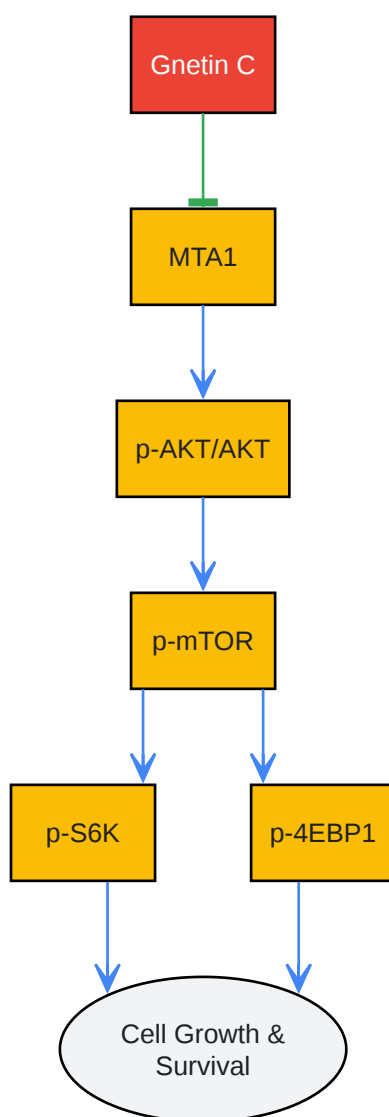 Gnetin C
MTA1
p-AKT/AKT
p-mTOR
p-S6K
p-4EBP1
Cell Growth &
Survival